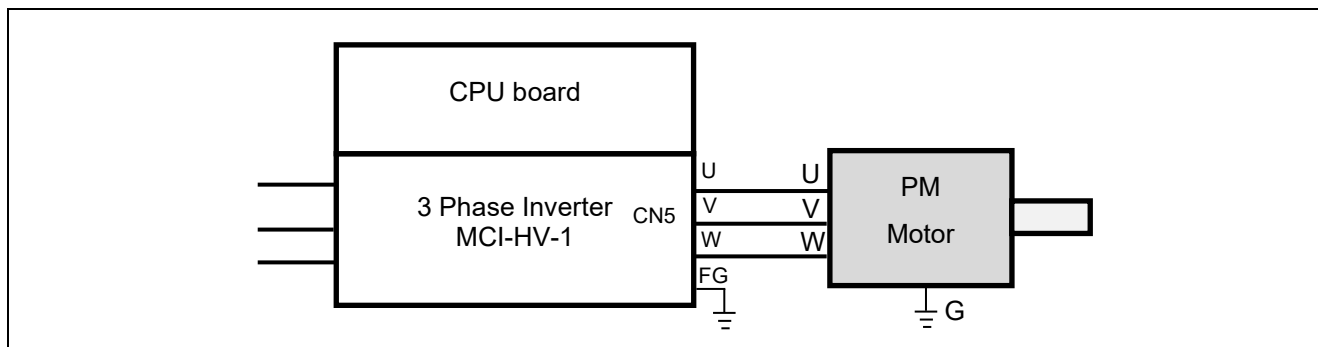 CPU board
3 Phase Inverter
MCI-HV-1
CN5
U
V
W
FG
U
V
W
PM
Motor
G